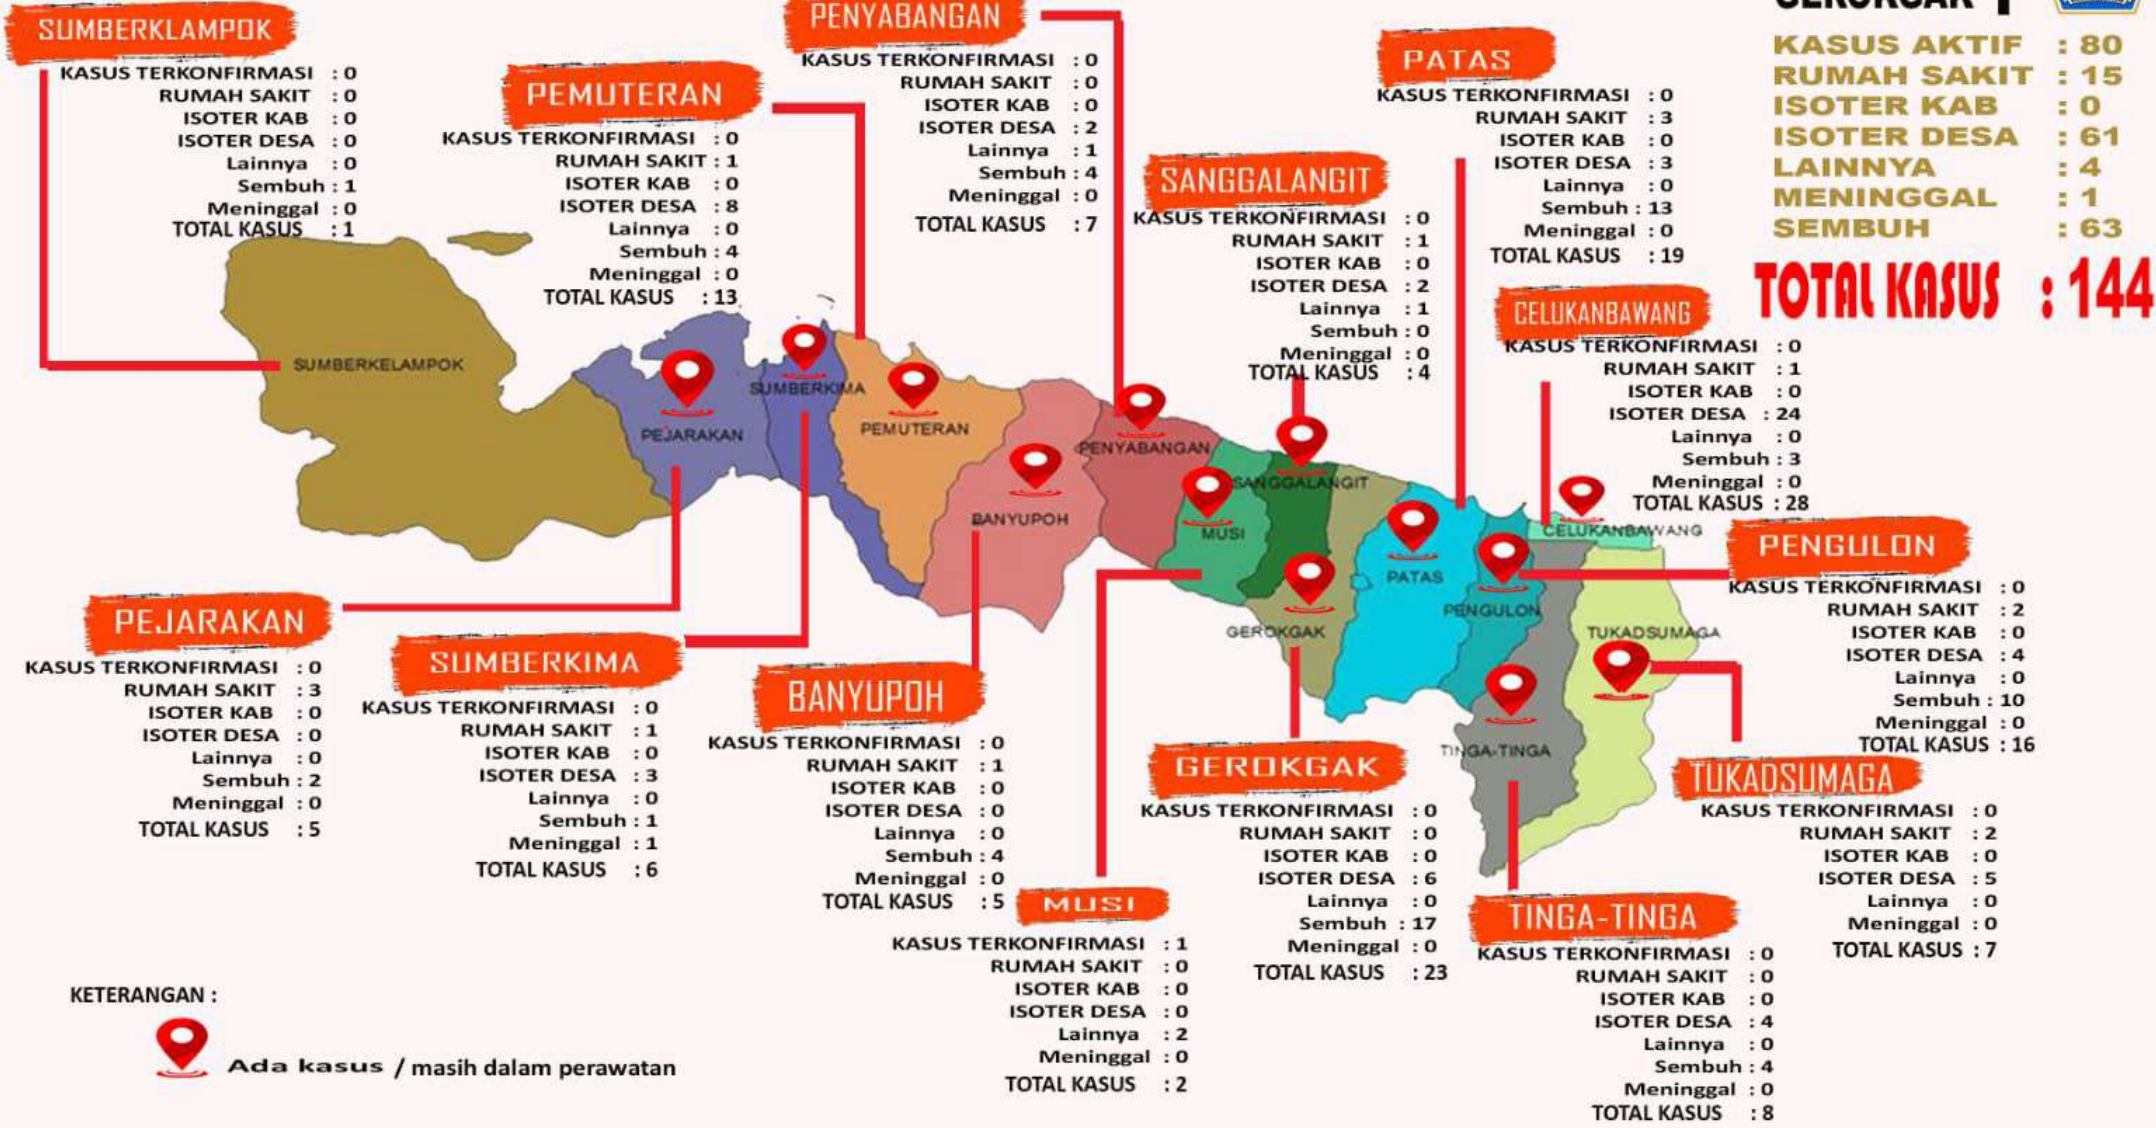 SUMBERKLAMPOK
KASUS TERKONFIRMASI : 0
RUMAH SAKIT : 0
ISOTER KAB : 0
ISOTER DESA : 0
Lainnya : 0
Sembuh : 1
Meninggal : 0
TOTAL KASUS : 1
PEMUTERAN
KASUS TERKONFIRMASI : 0
RUMAH SAKIT : 1
ISOTER KAB : 0
ISOTER DESA : 8
Lainnya : 0
Sembuh : 4
Meninggal : 0
TOTAL KASUS : 13
PENYABANGAN
KASUS TERKONFIRMASI : 0
RUMAH SAKIT : 0
ISOTER KAB : 0
ISOTER DESA : 2
Lainnya : 1
Sembuh : 4
Meninggal : 0
TOTAL KASUS : 7
SANGGALANGIT
KASUS TERKONFIRMASI : 0
RUMAH SAKIT : 1
ISOTER KAB : 0
ISOTER DESA : 2
Lainnya : 1
Sembuh : 0
Meninggal : 0
TOTAL KASUS : 4
PATAS
KASUS TERKONFIRMASI : 0
RUMAH SAKIT : 3
ISOTER KAB : 0
ISOTER DESA : 3
Lainnya : 0
Sembuh : 13
Meninggal : 0
TOTAL KASUS : 19
GEROKGAK
KASUS AKTIF : 80
RUMAH SAKIT : 15
ISOTER KAB : 0
ISOTER DESA : 61
LAINNYA : 4
MENINGGAL : 1
SEMBUH : 63
TOTAL KASUS : 144
CELUKANBAWANG
KASUS TERKONFIRMASI : 0
RUMAH SAKIT : 1
ISOTER KAB : 0
ISOTER DESA : 24
Lainnya : 0
Sembuh : 3
Meninggal : 0
TOTAL KASUS : 28
SUMBERKELAMPOK
PEJARAKAN
SUMBERKIMA
PEMUTERAN
BANYUPOH
PENYABANGAN
MUSI
SANGGALANGIT
GEROKGAK
PATAS
PENGULON
CELUKANBAWANG
TUKADSUMAGA
TINGA-TINGA
PENGULON
KASUS TERKONFIRMASI : 0
RUMAH SAKIT : 2
ISOTER KAB : 0
ISOTER DESA : 4
Lainnya : 0
Sembuh : 10
Meninggal : 0
TOTAL KASUS : 16
PEJARAKAN
KASUS TERKONFIRMASI : 0
RUMAH SAKIT : 3
ISOTER KAB : 0
ISOTER DESA : 0
Lainnya : 0
Sembuh : 2
Meninggal : 0
TOTAL KASUS : 5
SUMBERKIMA
KASUS TERKONFIRMASI : 0
RUMAH SAKIT : 1
ISOTER KAB : 0
ISOTER DESA : 3
Lainnya : 0
Sembuh : 1
Meninggal : 1
TOTAL KASUS : 6
BANYUPOH
KASUS TERKONFIRMASI : 0
RUMAH SAKIT : 1
ISOTER KAB : 0
ISOTER DESA : 0
Lainnya : 0
Sembuh : 4
Meninggal : 0
TOTAL KASUS : 5
MUSI
KASUS TERKONFIRMASI : 1
RUMAH SAKIT : 0
ISOTER KAB : 0
ISOTER DESA : 0
Lainnya : 2
Meninggal : 0
TOTAL KASUS : 2
GEROKGAK
KASUS TERKONFIRMASI : 0
RUMAH SAKIT : 0
ISOTER KAB : 0
ISOTER DESA : 6
Lainnya : 0
Sembuh : 17
Meninggal : 0
TOTAL KASUS : 23
TUKADSUMAGA
KASUS TERKONFIRMASI : 0
RUMAH SAKIT : 2
ISOTER KAB : 0
ISOTER DESA : 5
Lainnya : 0
Meninggal : 0
TOTAL KASUS : 7
TINGA-TINGA
KASUS TERKONFIRMASI : 0
RUMAH SAKIT : 0
ISOTER KAB : 0
ISOTER DESA : 4
Lainnya : 0
Sembuh : 4
Meninggal : 0
TOTAL KASUS : 8
KETERANGAN :
Ada kasus / masih dalam perawatan